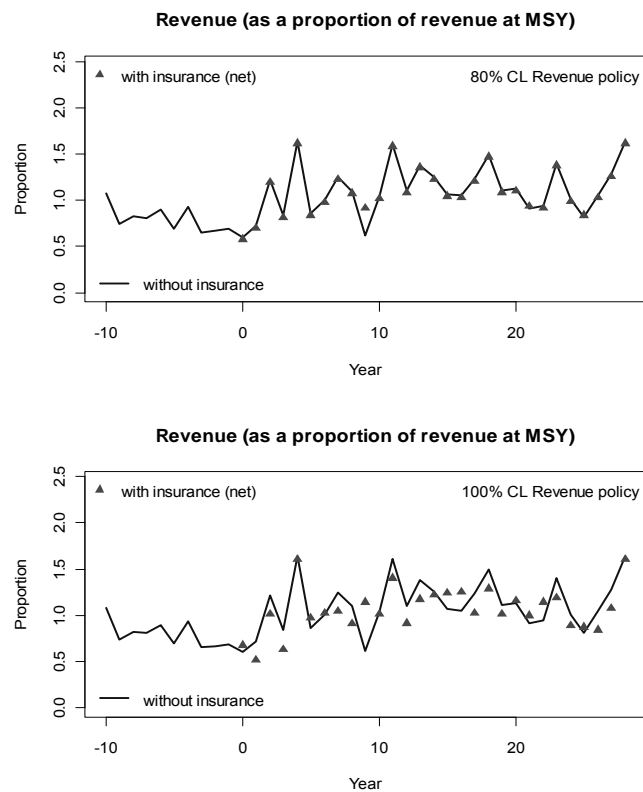 Revenue (as a proportion of revenue at MSY)
2.5
with insurance (net) 80% CL Revenue policy
2.0
1.5
Proportion
1.0
0.5
without insurance
0.0
-10 0 10 20
Year
Revenue (as a proportion of revenue at MSY)
2.5
with insurance (net) 100% CL Revenue policy
2.0
1.5
Proportion
1.0
0.5
without insurance
0.0
-10 0 10 20
Year